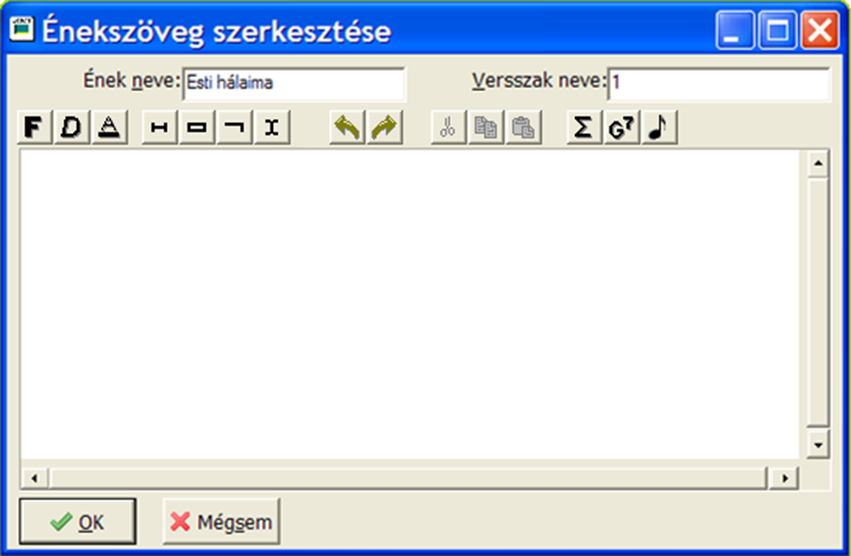 Énekszöveg szerkesztése
Ének neve: Esti hálaima Versszak neve: 1
F D A Σ G7
OK Mégsem